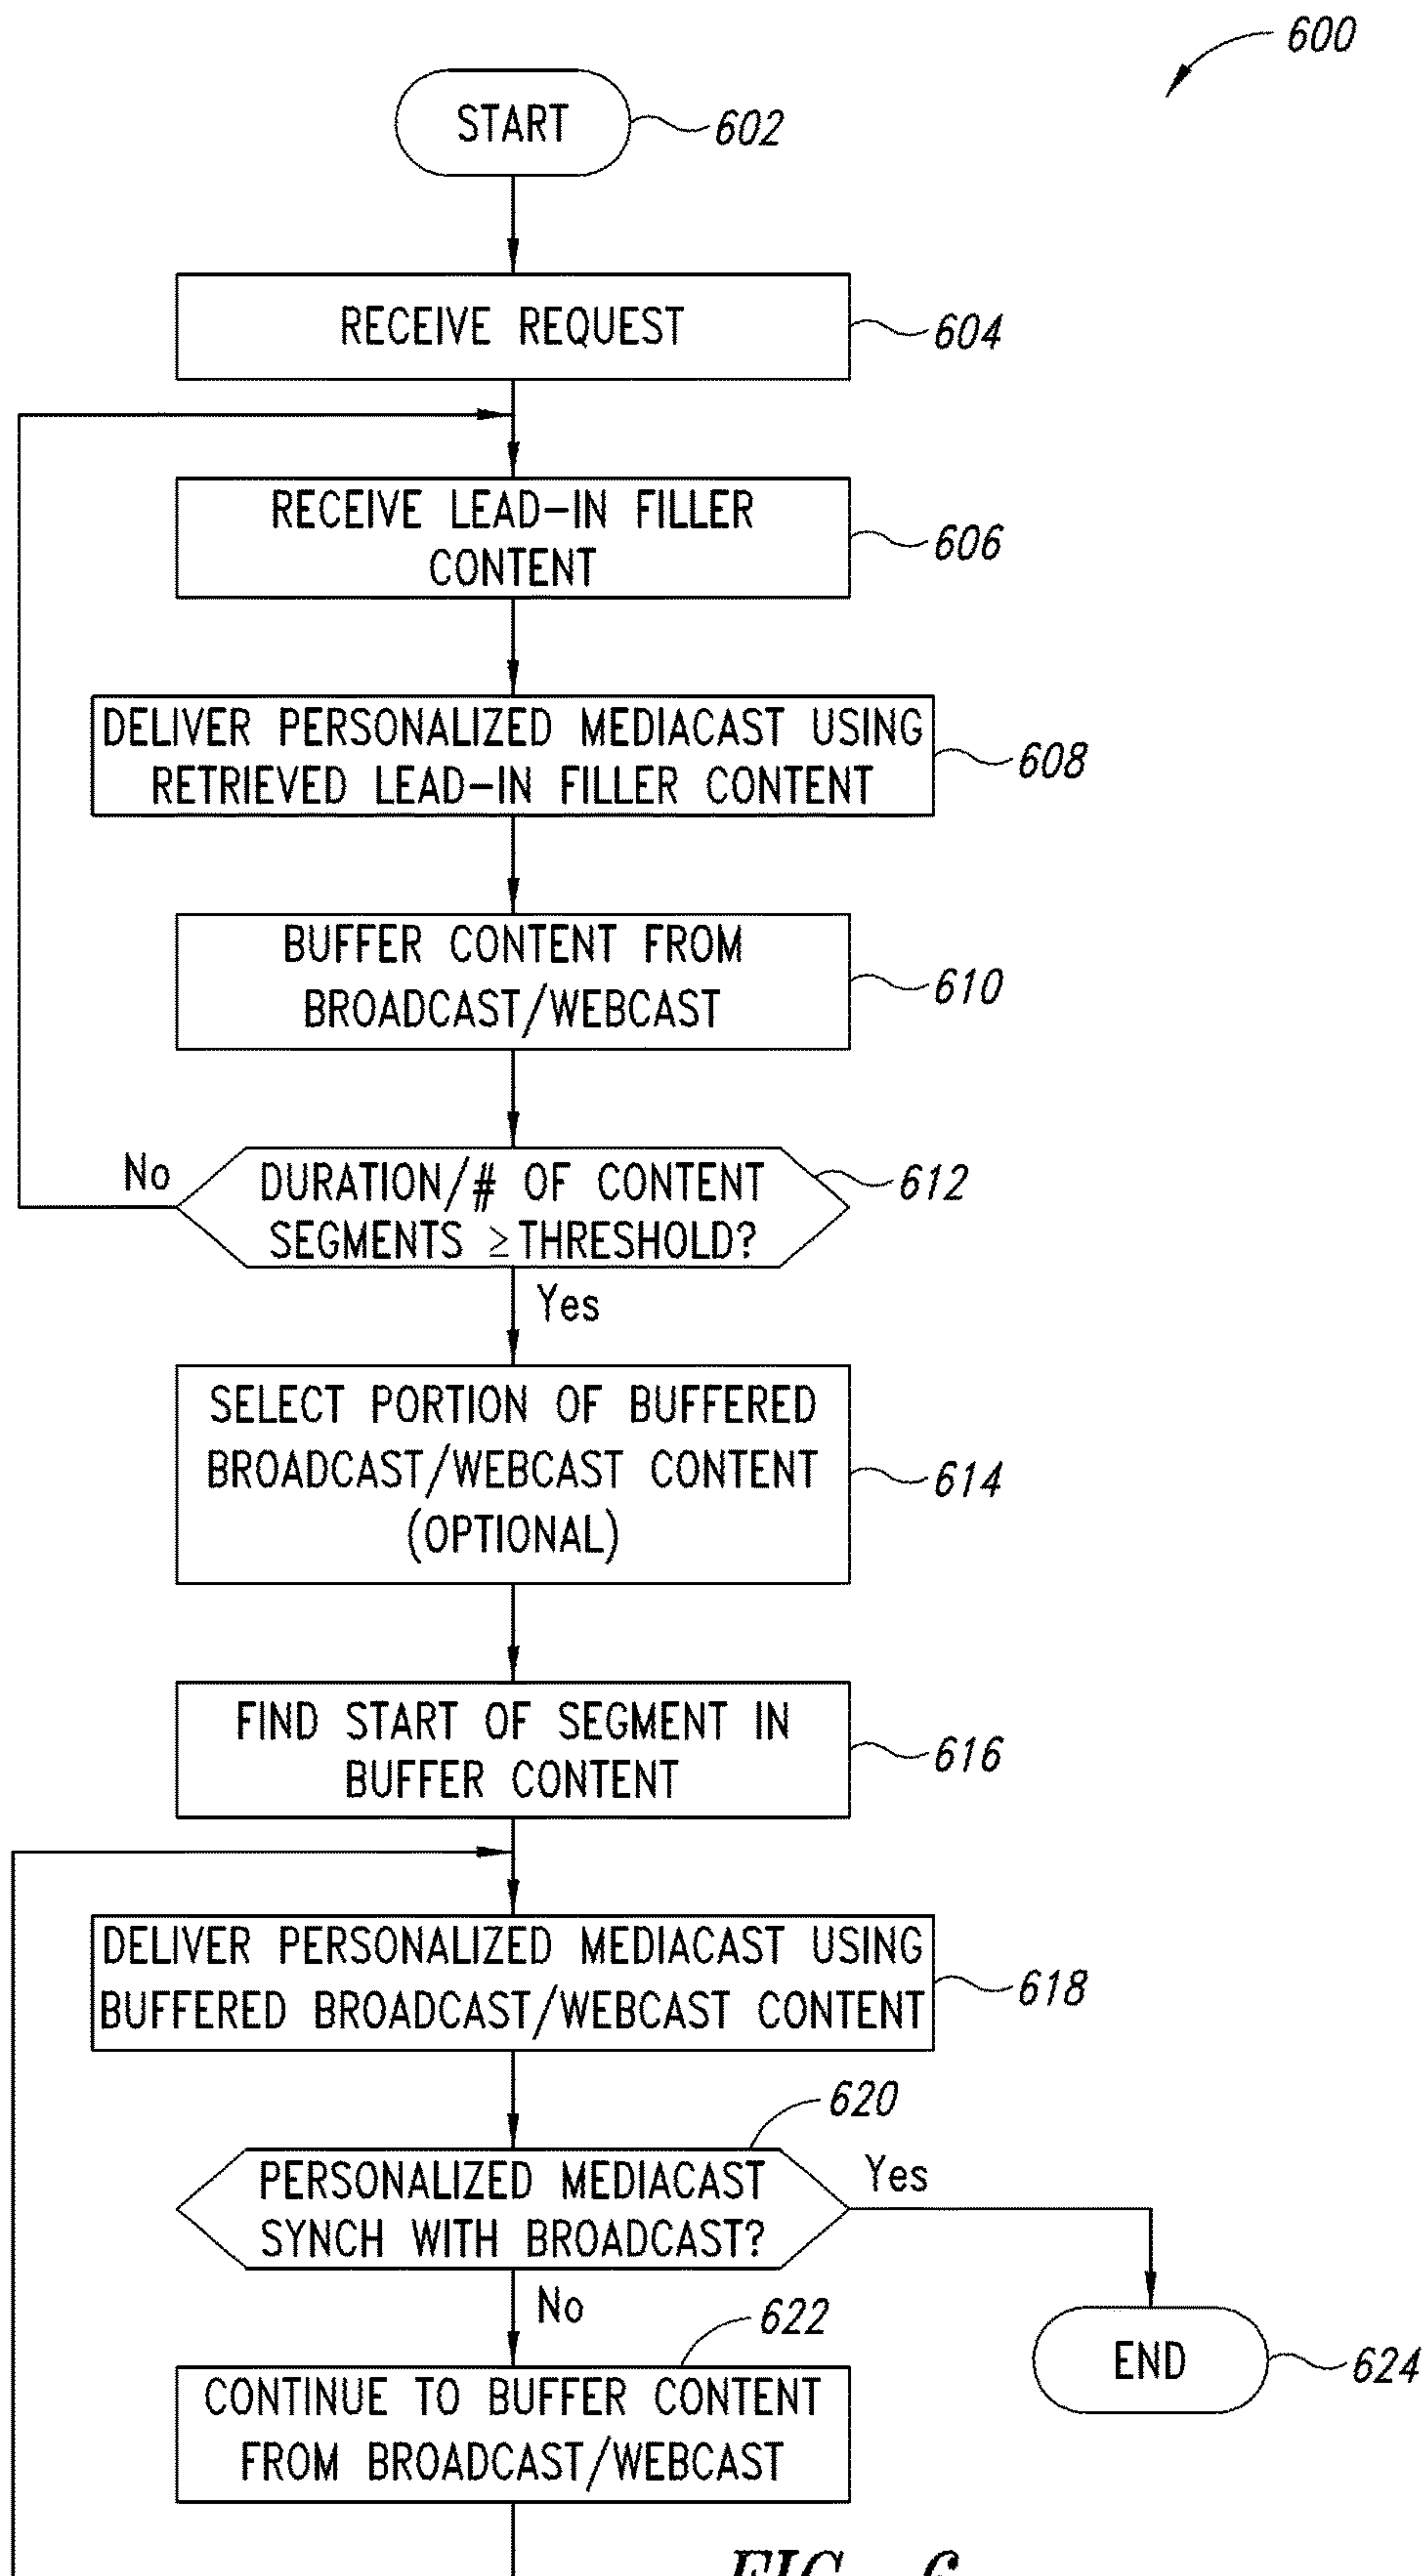 600
START
602
RECEIVE REQUEST
604
RECEIVE LEAD-IN FILLER
CONTENT
606
DELIVER PERSONALIZED MEDIACAST USING
RETRIEVED LEAD-IN FILLER CONTENT
608
BUFFER CONTENT FROM
BROADCAST/WEBCAST
610
No
DURATION/# OF CONTENT
SEGMENTS ≥ THRESHOLD?
612
Yes
SELECT PORTION OF BUFFERED
BROADCAST/WEBCAST CONTENT
(OPTIONAL)
614
FIND START OF SEGMENT IN
BUFFER CONTENT
616
DELIVER PERSONALIZED MEDIACAST USING
BUFFERED BROADCAST/WEBCAST CONTENT
618
620
PERSONALIZED MEDIACAST
SYNCH WITH BROADCAST?
Yes
No
622
CONTINUE TO BUFFER CONTENT
FROM BROADCAST/WEBCAST
END
624
FIG. 6